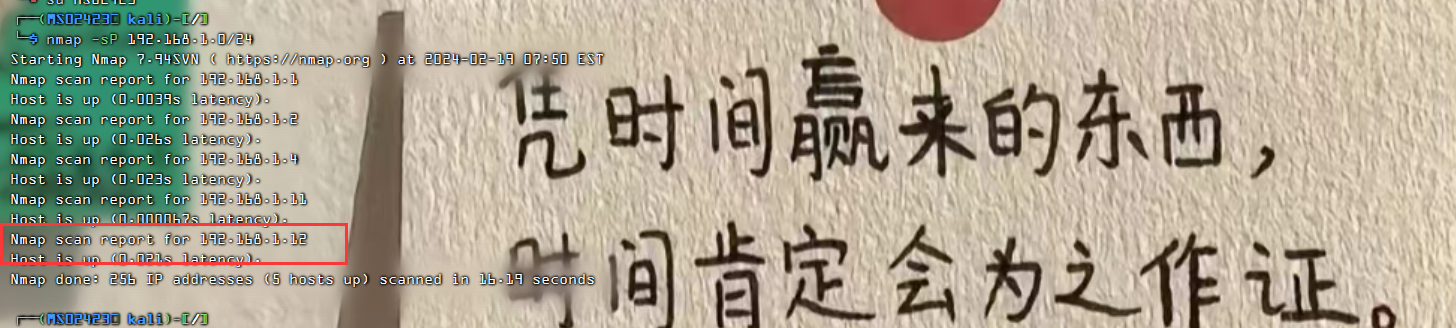 su MS02423
┌──(MS02423㉿kali)-[/]
└─$ nmap -sP 192.168.1.0/24
Starting Nmap 7.94SVN ( https://nmap.org ) at 2024-02-19 07:50 EST
Nmap scan report for 192.168.1.1
Host is up (0.0039s latency).
Nmap scan report for 192.168.1.2
Host is up (0.026s latency).
Nmap scan report for 192.168.1.4
Host is up (0.023s latency).
Nmap scan report for 192.168.1.11
Host is up (0.000067s latency).
Nmap scan report for 192.168.1.12
Host is up (0.021s latency).
Nmap done: 256 IP addresses (5 hosts up) scanned in 16.19 seconds
┌──(MS02423㉿kali)-[/]
凭时间赢来的东西，
时间肯定会为之作证。